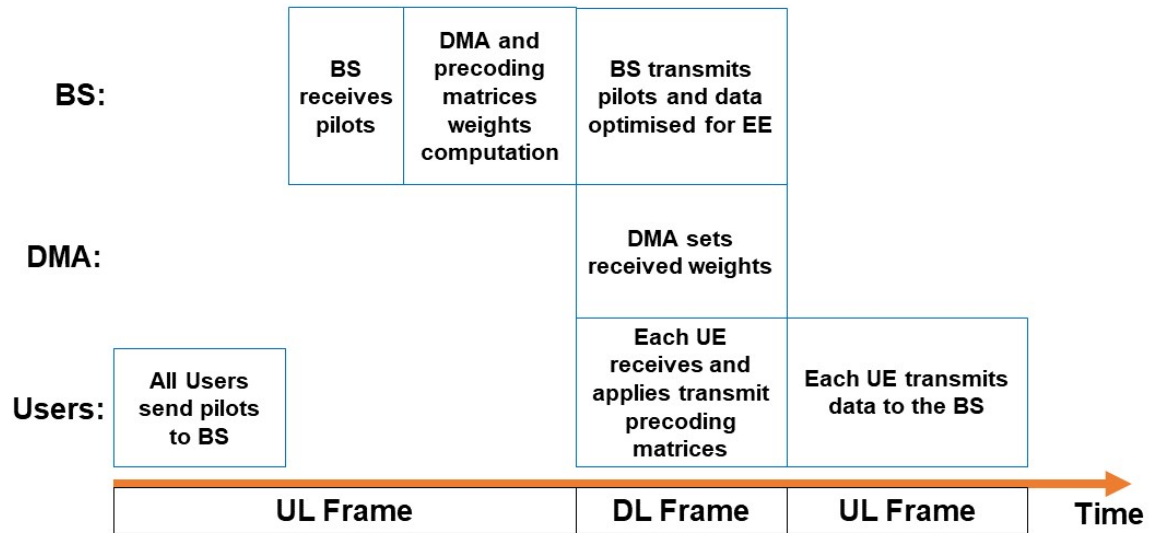 BS:
BS
receives
pilots
DMA and
precoding
matrices
weights
computation
BS transmits
pilots and data
optimised for EE
DMA:
DMA sets
received weights
Users:
All Users
send pilots
to BS
Each UE
receives and
applies transmit
precoding
matrices
Each UE transmits
data to the BS
UL Frame
DL Frame
UL Frame
Time